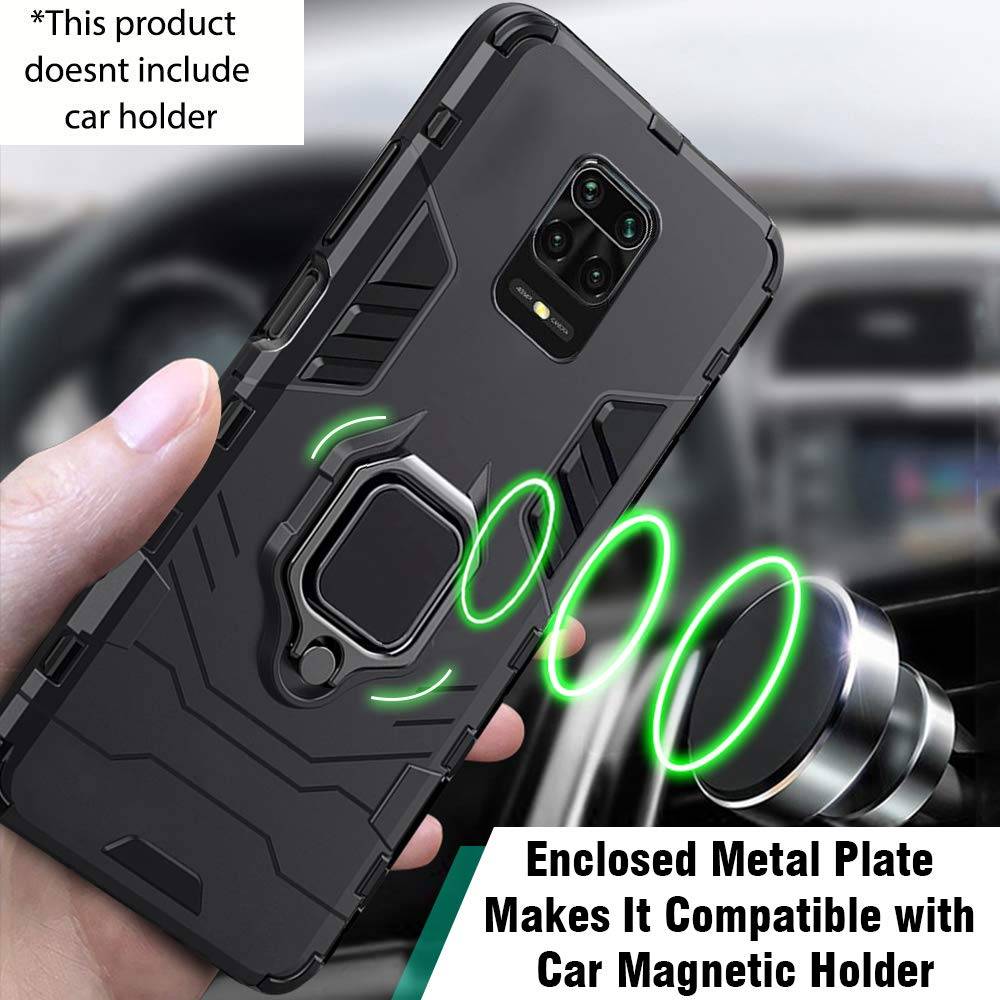 *This product
doesnt include
car holder
Enclosed Metal Plate
Makes It Compatible with
Car Magnetic Holder